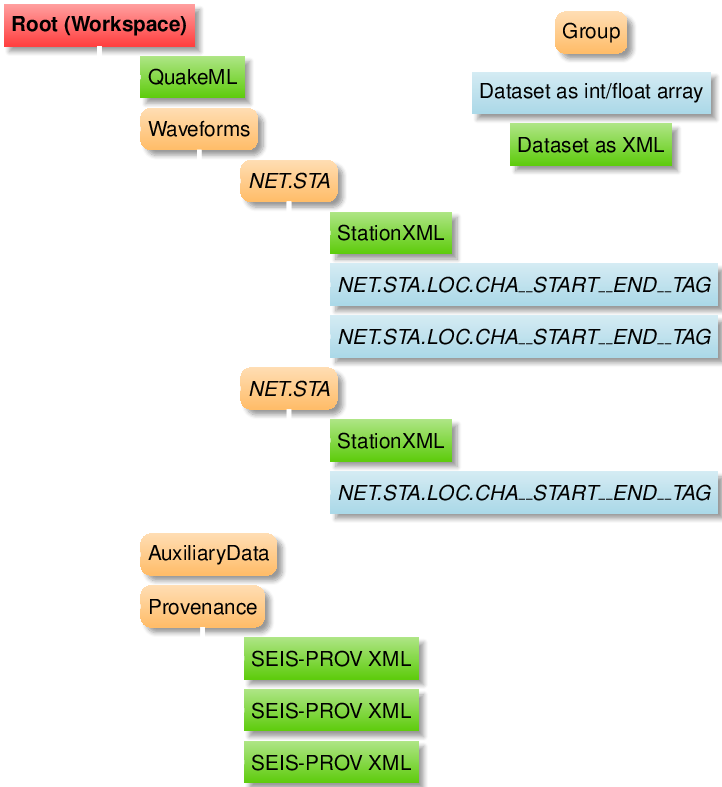 Root (Workspace)
Group
QuakeML
Dataset as int/float array
Waveforms
Dataset as XML
NET.STA
StationXML
NET.STA.LOC.CHA__START__END__TAG
NET.STA.LOC.CHA__START__END__TAG
NET.STA
StationXML
NET.STA.LOC.CHA__START__END__TAG
AuxiliaryData
Provenance
SEIS-PROV XML
SEIS-PROV XML
SEIS-PROV XML